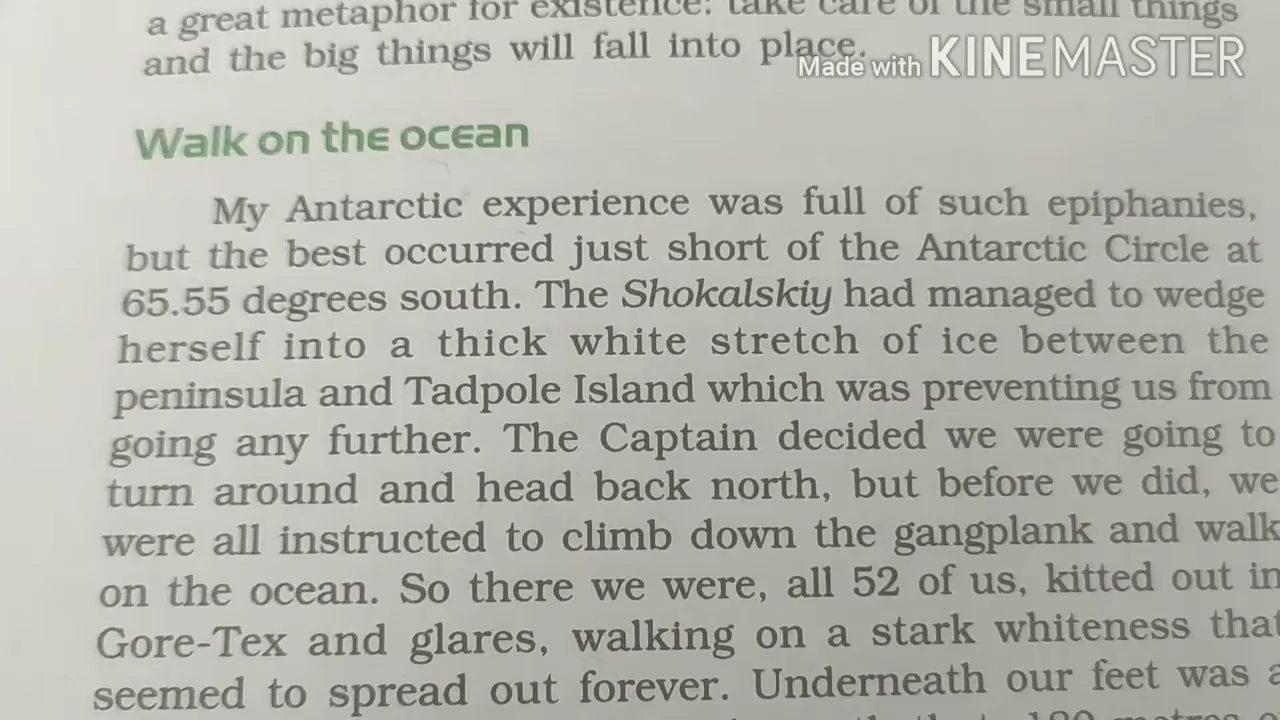 a great metaphor for existence: take care of the small things
and the big things will fall into place.
Made with KINEMASTER
Walk on the ocean
My Antarctic experience was full of such epiphanies,
but the best occurred just short of the Antarctic Circle at
65.55 degrees south. The Shokalskiy had managed to wedge
herself into a thick white stretch of ice between the
peninsula and Tadpole Island which was preventing us from
going any further. The Captain decided we were going to
turn around and head back north, but before we did, we
were all instructed to climb down the gangplank and walk
on the ocean. So there we were, all 52 of us, kitted out in
Gore-Tex and glares, walking on a stark whiteness that
seemed to spread out forever. Underneath our feet was a
180 metres